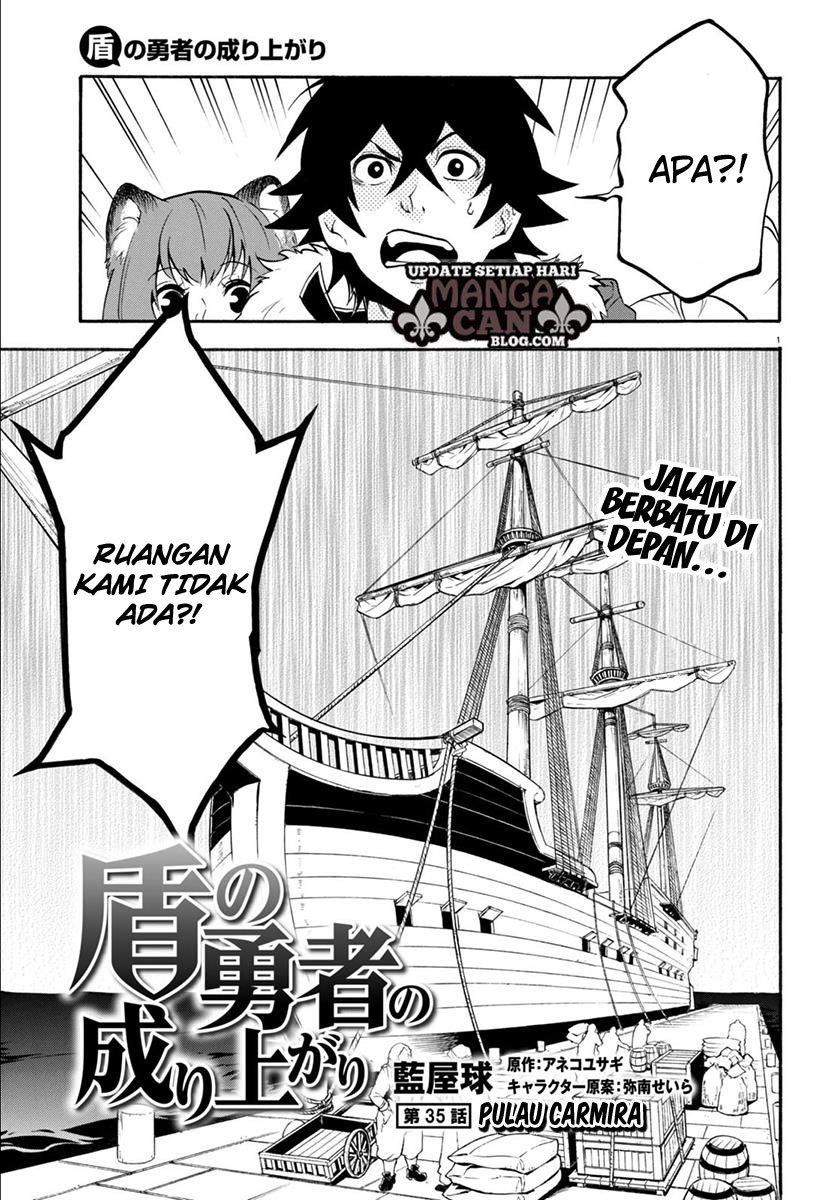 盾の勇者の成り上がり
APA?!
UPDATE SETIAP HARI
MANGA
CAN
BLOG.COM
1
JALAN
BERBATU DI
DEPAN...
RUANGAN
KAMI TIDAK
ADA?!
盾の
勇者の
成り上がり
藍屋球
原作:アネコユサギ
キャラクター原案:弥南せいら
第35話 PULAU CARMIRA